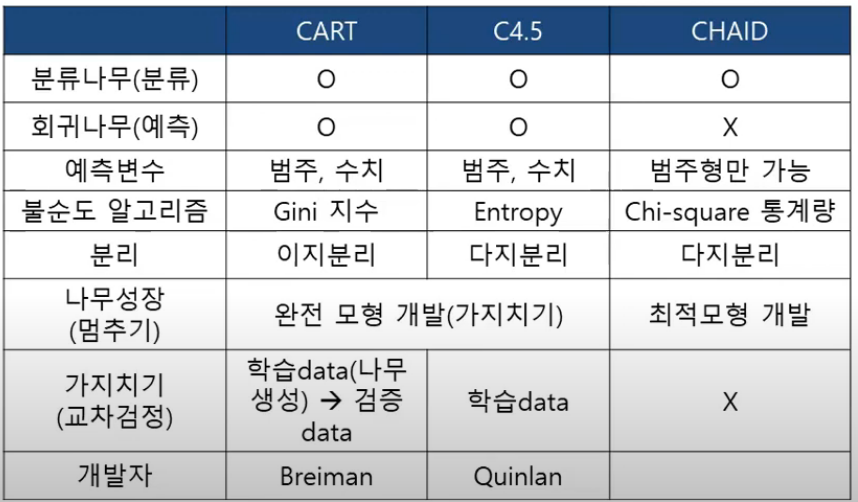 CART C4.5 CHAID
분류나무(분류) O O O
회귀나무(예측) O O X
예측변수 범주, 수치 범주, 수치 범주형만 가능
불순도 알고리즘 Gini 지수 Entropy Chi-square 통계량
분리 이지분리 다지분리 다지분리
나무성장
(멈추기)
완전 모형 개발(가지치기) 최적모형 개발
가지치기
(교차검정)
학습data(나무
생성) → 검증
data
학습data X
개발자 Breiman Quinlan